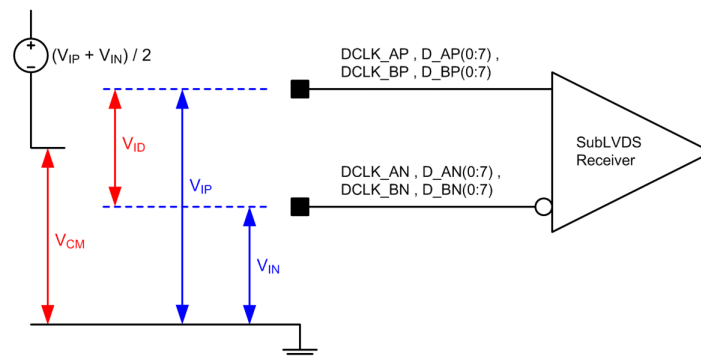 (VIP + VIN) / 2
DCLK_AP , D_AP(0:7) ,
DCLK_BP , D_BP(0:7)
VID
SubLVDS
Receiver
DCLK_AN , D_AN(0:7) ,
DCLK_BN , D_BN(0:7)
VIP
VCM
VIN